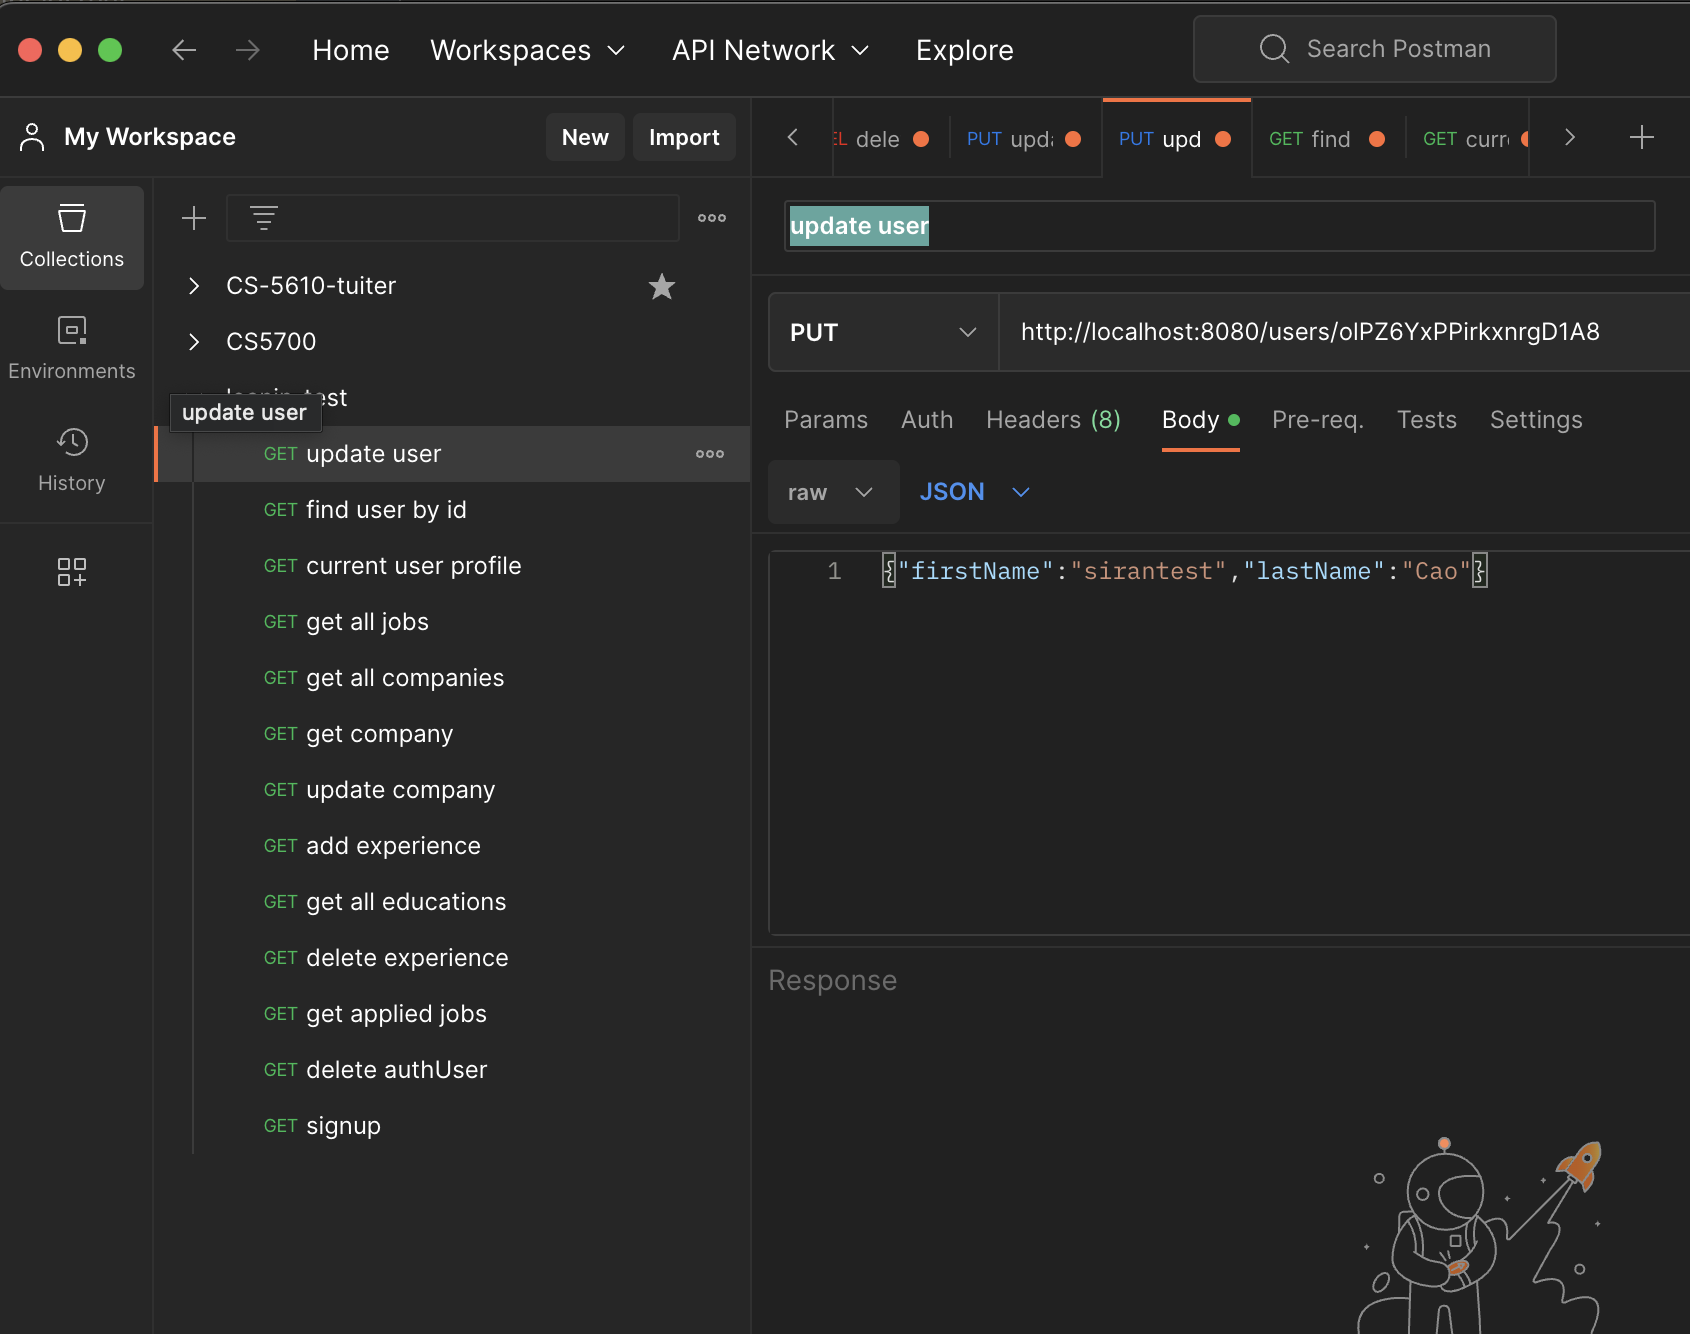 Home Workspaces API Network Explore Search Postman
My Workspace New Import
dele PUT upda PUT upd GET find GET curr
Collections
Environments
History
CS-5610-tuiter
CS5700
update user
GET update user
GET find user by id
GET current user profile
GET get all jobs
GET get all companies
GET get company
GET update company
GET add experience
GET get all educations
GET delete experience
GET get applied jobs
GET delete authUser
GET signup
update user
PUT http://localhost:8080/users/olPZ6YxPPirkxnrgD1A8
Params Auth Headers (8) Body Pre-req. Tests Settings
raw JSON
1 {"firstName":"sirantest","lastName":"Cao"}
Response